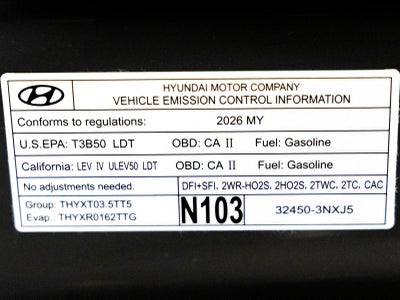 HYUNDAI MOTOR COMPANY
VEHICLE EMISSION CONTROL INFORMATION
Conforms to regulations: 2026 MY
U.S.EPA: T3B50 LDT OBD: CA II Fuel: Gasoline
California: LEV IV ULEV50 LDT OBD: CA II Fuel: Gasoline
No adjustments needed. DFI+SFI, 2WR-HO2S, 2HO2S, 2TWC, 2TC, CAC
Group: THYXT03.5TT5
Evap.: THYXR0162TTG
N103 32450-3NXJ5